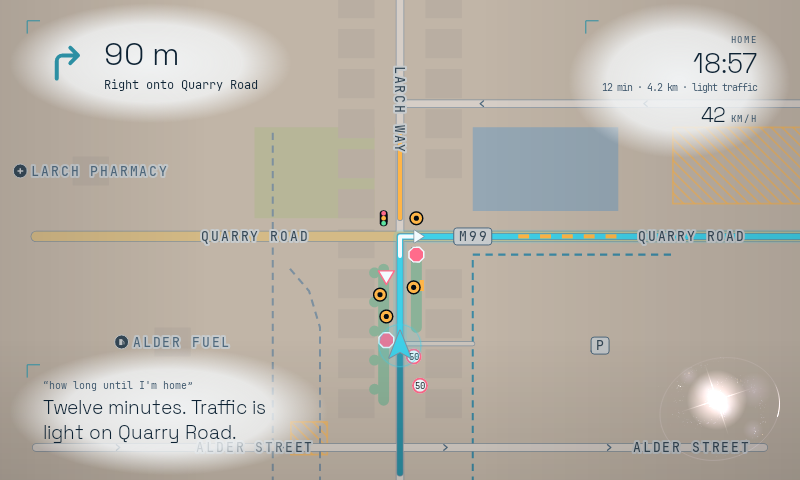 90 m
Right onto Quarry Road
HOME
18:57
12 min · 4.2 km · light traffic
42 KM/H
LARCH WAY
LARCH PHARMACY
QUARRY ROAD
M99
QUARRY ROAD
ALDER FUEL
P
50
50
"how long until I'm home"
Twelve minutes. Traffic is
light on Quarry Road.
ALDER STREET
ALDER STREET